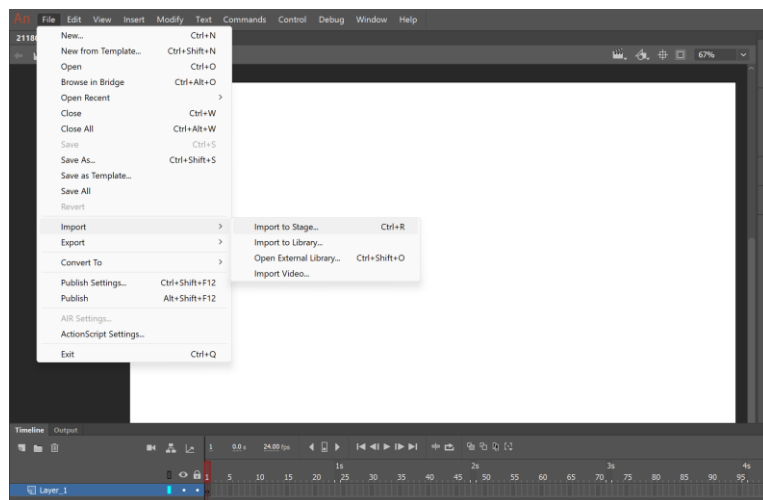 An File Edit View Insert Modify Text Commands Control Debug Window Help
2118
67%
New... Ctrl+N
New from Template... Ctrl+Shift+N
Open Ctrl+O
Browse in Bridge Ctrl+Alt+O
Open Recent
Close Ctrl+W
Close All Ctrl+Alt+W
Save Ctrl+S
Save As... Ctrl+Shift+S
Save as Template...
Save All
Revert
Import
Export
Convert To
Publish Settings... Ctrl+Shift+F12
Publish Alt+Shift+F12
AIR Settings...
ActionScript Settings...
Exit Ctrl+Q
Import to Stage... Ctrl+R
Import to Library...
Open External Library... Ctrl+Shift+O
Import Video...
Timeline Output
1 0.0 s 24.00 fps
1s 2s 3s 4s
1 5 10 15 20 25 30 35 40 45 50 55 60 65 70 75 80 85 90 95
Layer_1